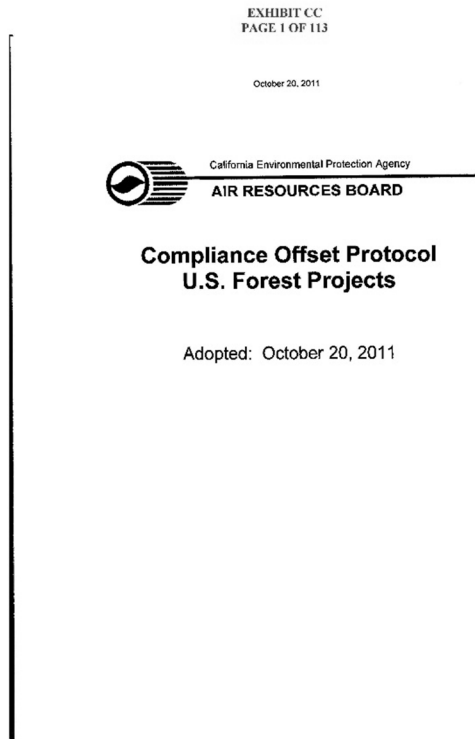 EXHIBIT CC
PAGE 1 OF 113
October 20, 2011
California Environmental Protection Agency
AIR RESOURCES BOARD
Compliance Offset Protocol
U.S. Forest Projects
Adopted: October 20, 2011